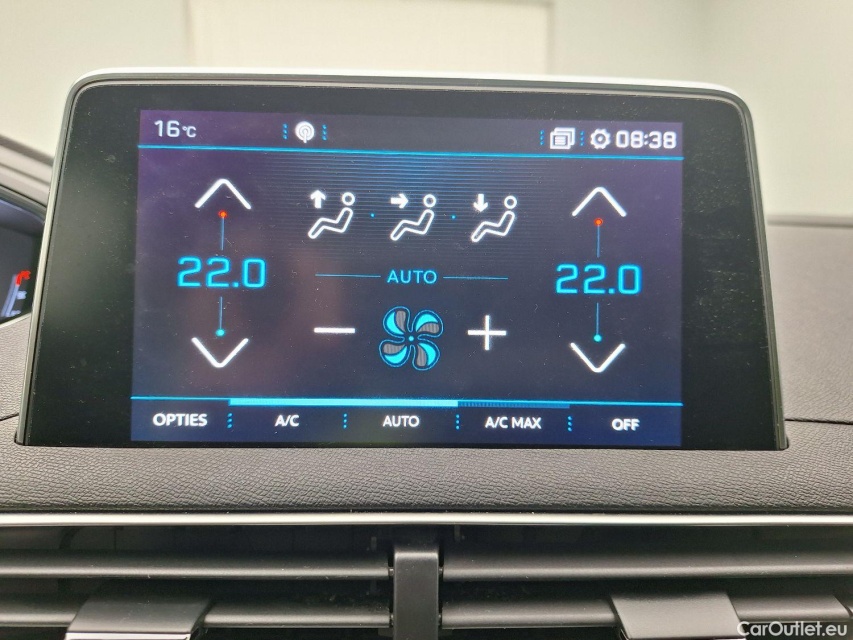 16°C 08:38
22.0 AUTO 22.0
OPTIES A/C AUTO A/C MAX OFF
CarOutlet.eu